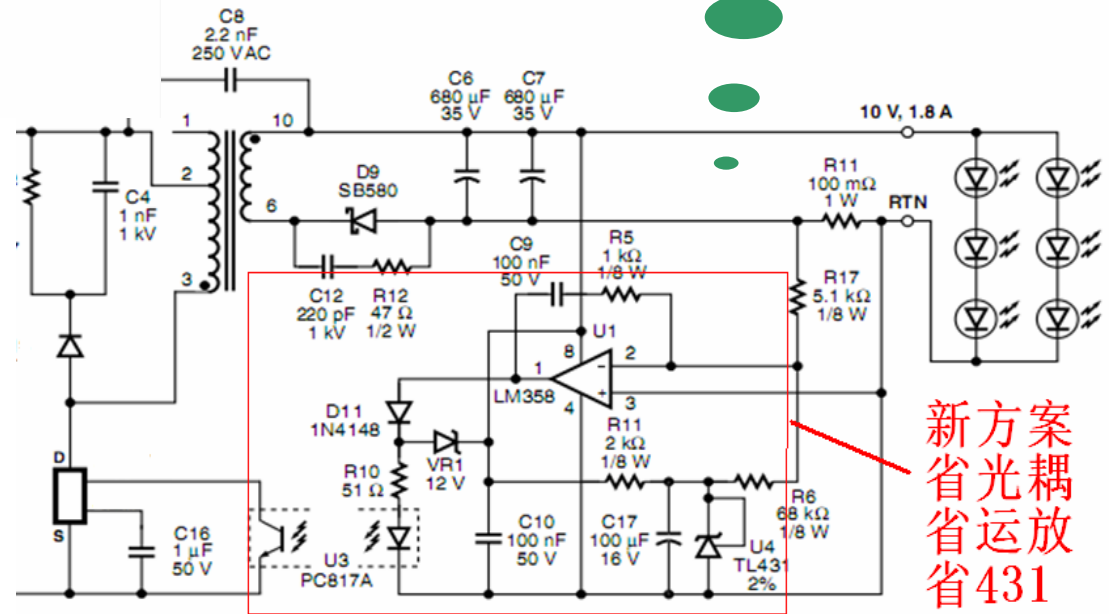 C8
2.2 nF
250 VAC
C6
680 µF
35 V
C7
680 µF
35 V
10 V, 1.8 A
1
10
2
C4
1 nF
1 kV
D9
SB580
R11
100 mΩ
1 W
RTN
6
3
C9
100 nF
50 V
R5
1 kΩ
1/8 W
R17
5.1 kΩ
1/8 W
C12
220 pF
1 kV
R12
47 Ω
1/2 W
U1
8
2
1
−
+
LM358
4
3
D11
1N4148
R11
2 kΩ
1/8 W
VR1
12 V
R10
51 Ω
D
S
R6
68 kΩ
1/8 W
C16
1 µF
50 V
U3
PC817A
C10
100 nF
50 V
C17
100 µF
16 V
U4
TL431
2%
新方案
省光耦
省运放
省431